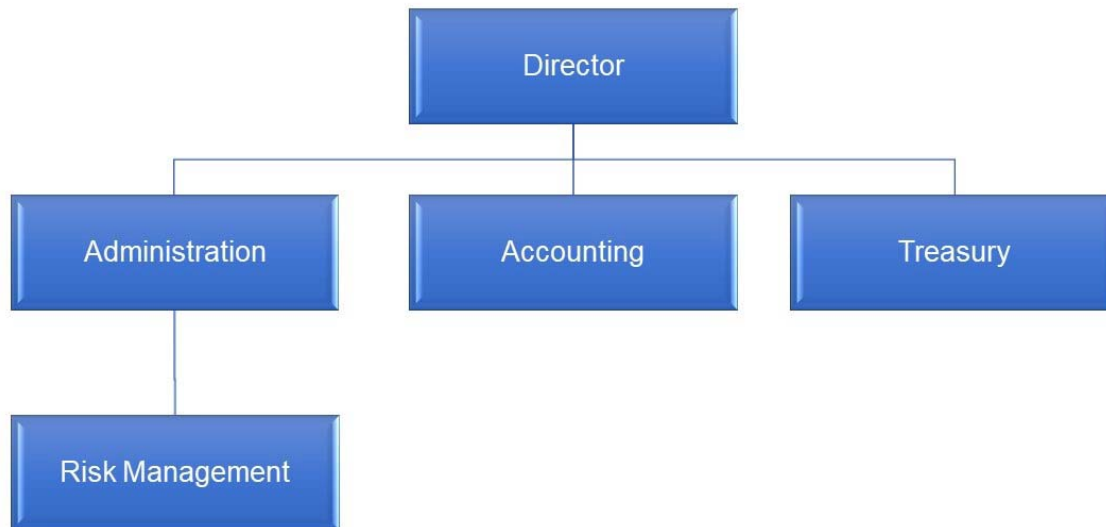 Director
Administration
Accounting
Treasury
Risk Management